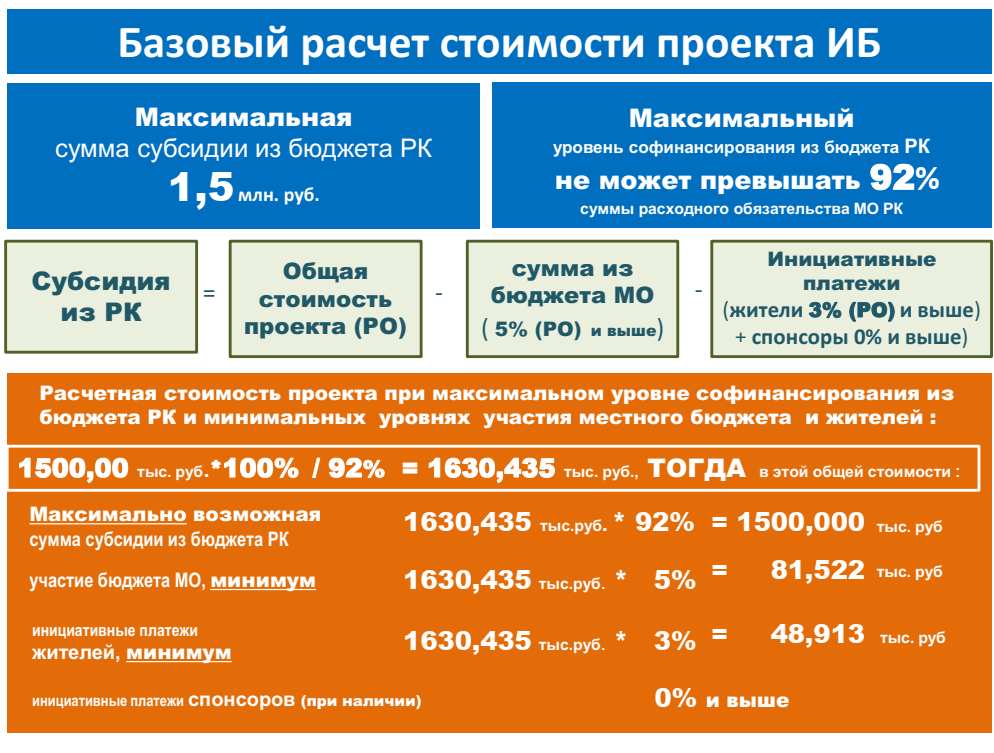 Базовый расчет стоимости проекта ИБ
Максимальная
сумма субсидии из бюджета РК
1,5 млн. руб.
Максимальный
уровень софинансирования из бюджета РК
не может превышать 92%
суммы расходного обязательства МО РК
Субсидия
из РК
=
Общая
стоимость
проекта (РО)
-
сумма из
бюджета МО
( 5% (РО) и выше)
-
Инициативные
платежи
(жители 3% (РО) и выше)
+ спонсоры 0% и выше)
Расчетная стоимость проекта при максимальном уровне софинансирования из
бюджета РК и минимальных уровнях участия местного бюджета и жителей :
1500,00 тыс. руб.*100% / 92% = 1630,435 тыс. руб., ТОГДА в этой общей стоимости :
Максимально возможная
сумма субсидии из бюджета РК
1630,435 тыс.руб. * 92% = 1500,000 тыс. руб
участие бюджета МО, минимум
1630,435 тыс.руб. * 5% = 81,522 тыс. руб
инициативные платежи
жителей, минимум
1630,435 тыс.руб. * 3% = 48,913 тыс. руб
инициативные платежи спонсоров (при наличии)
0% и выше